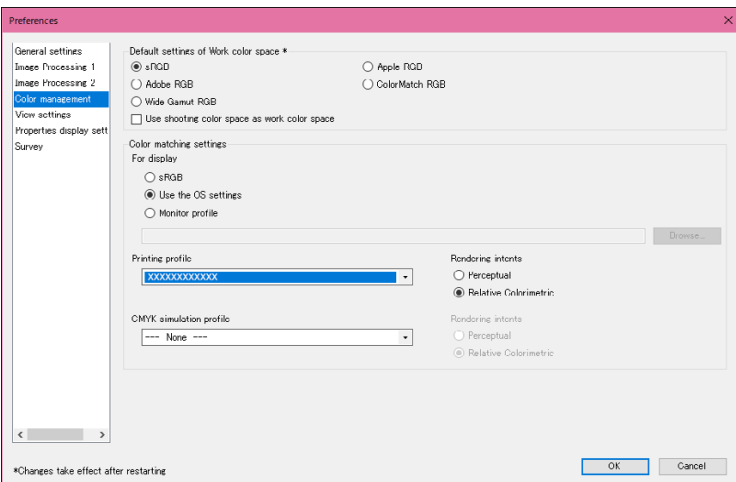 Preferences
General settings
Image Processing 1
Image Processing 2
Color management
View settings
Properties display sett
Survey
Default settings of Work color space *
sRGB
Apple RGB
Adobe RGB
ColorMatch RGB
Wide Gamut RGB
Use shooting color space as work color space
Color matching settings
For display
sRGB
Use the OS settings
Monitor profile
Browse...
Printing profile
Rendering intents
XXXXXXXXXXXX
Perceptual
Relative Colorimetric
CMYK simulation profile
Rendering intents
--- None ---
Perceptual
Relative Colorimetric
*Changes take effect after restarting
OK
Cancel